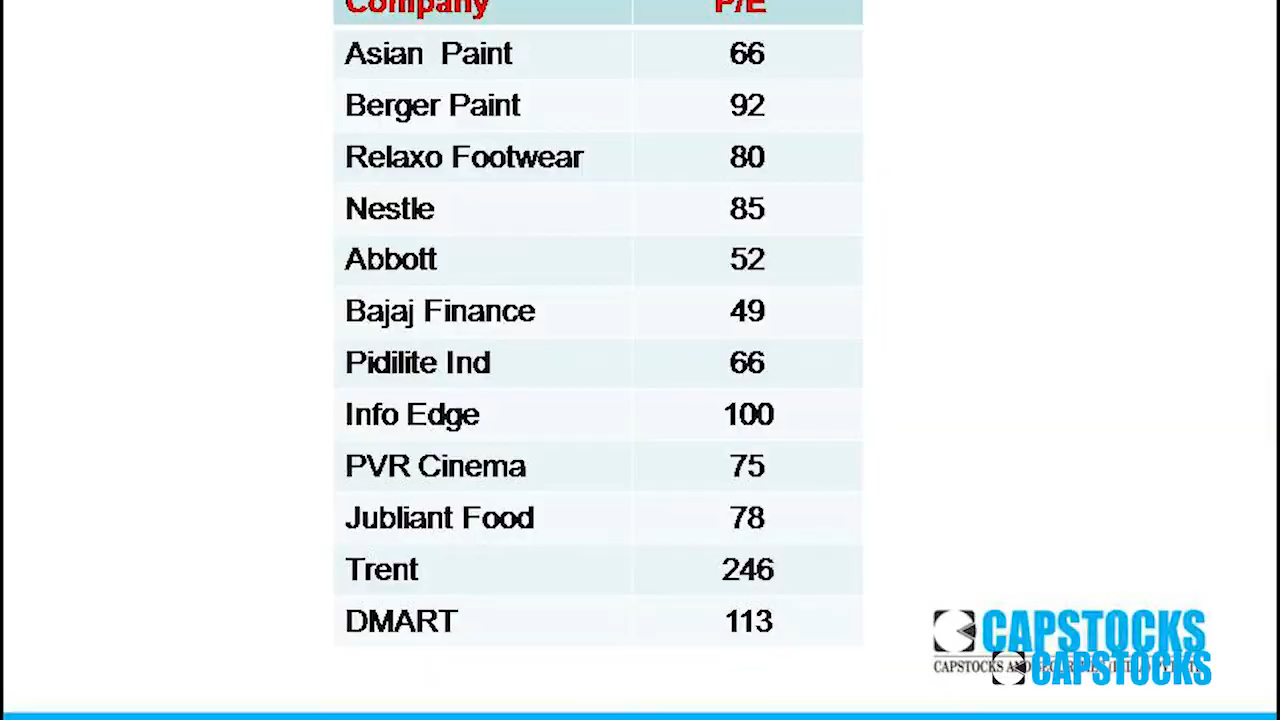 Company P/E
Asian Paint 66
Berger Paint 92
Relaxo Footwear 80
Nestle 85
Abbott 52
Bajaj Finance 49
Pidilite Ind 66
Info Edge 100
PVR Cinema 75
Jubliant Food 78
Trent 246
DMART 113
CAPSTOCKS
CAPSTOCKS
CAPSTOCKS